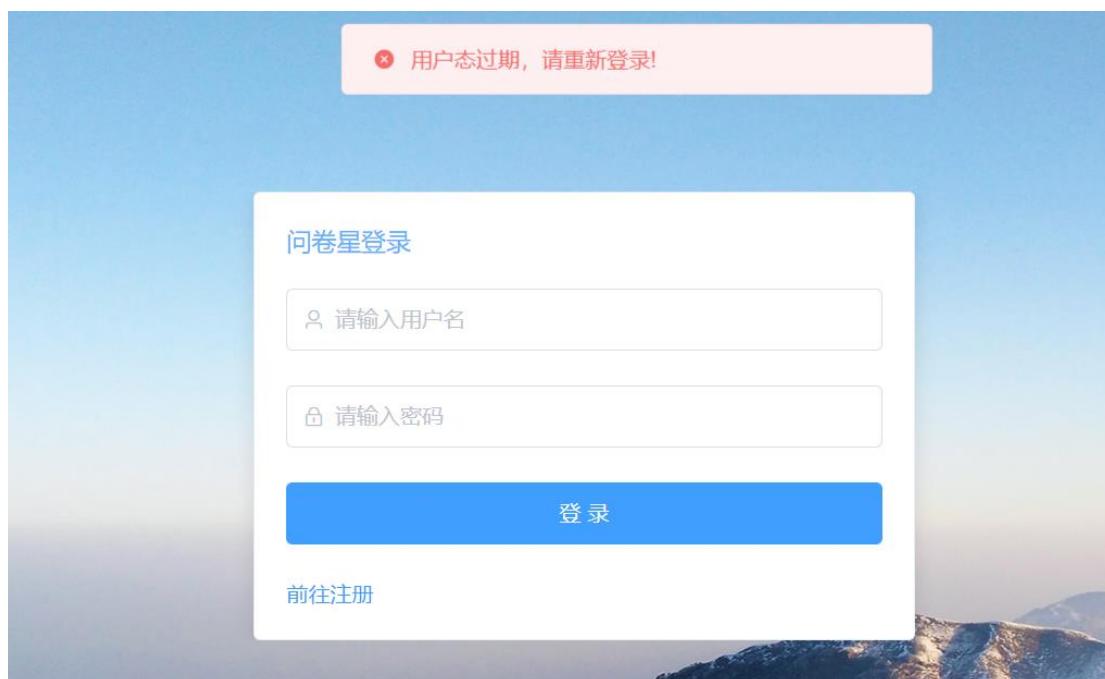 用户态过期，请重新登录!
问卷星登录
请输入用户名
请输入密码
登 录
前往注册